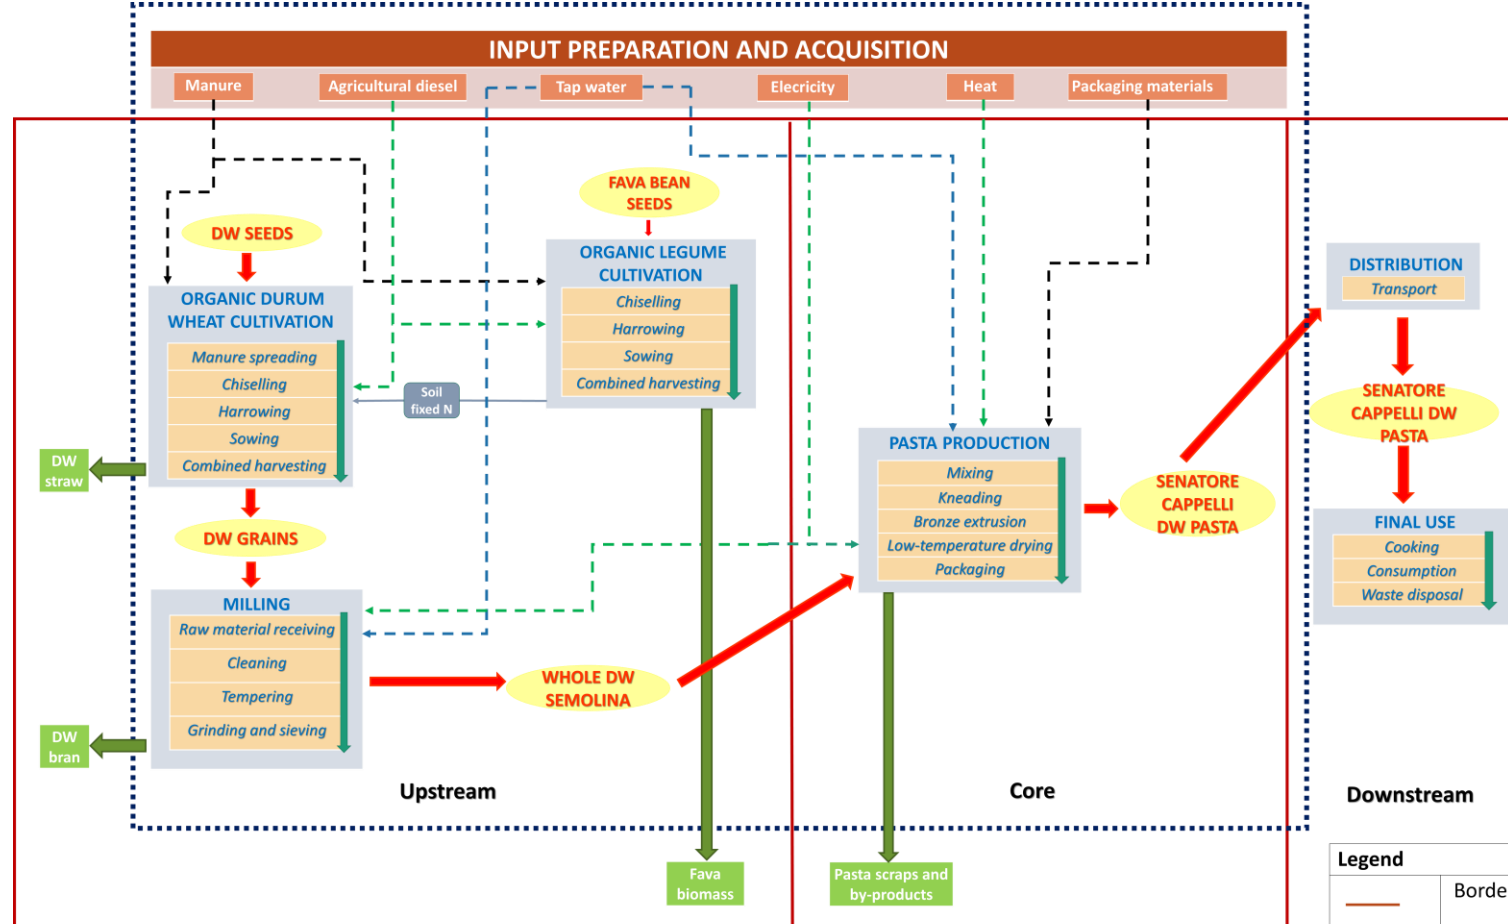 INPUT PREPARATION AND ACQUISITION
Manure
Agricultural diesel
Tap water
Elecricity
Heat
Packaging materials
FAVA BEAN
SEEDS
DW SEEDS
ORGANIC LEGUME
CULTIVATION
Chiselling
Harrowing
Sowing
Combined harvesting
ORGANIC DURUM
WHEAT CULTIVATION
Manure spreading
Chiselling
Harrowing
Sowing
Combined harvesting
Soil
fixed N
DW
straw
DW GRAINS
MILLING
Raw material receiving
Cleaning
Tempering
Grinding and sieving
DW
bran
WHOLE DW
SEMOLINA
Upstream
Fava
biomass
PASTA PRODUCTION
Mixing
Kneading
Bronze extrusion
Low-temperature drying
Packaging
SENATORE
CAPPELLI
DW PASTA
Core
Pasta scraps and
by-products
DISTRIBUTION
Transport
SENATORE
CAPPELLI DW
PASTA
FINAL USE
Cooking
Consumption
Waste disposal
Downstream
Legend
Borde